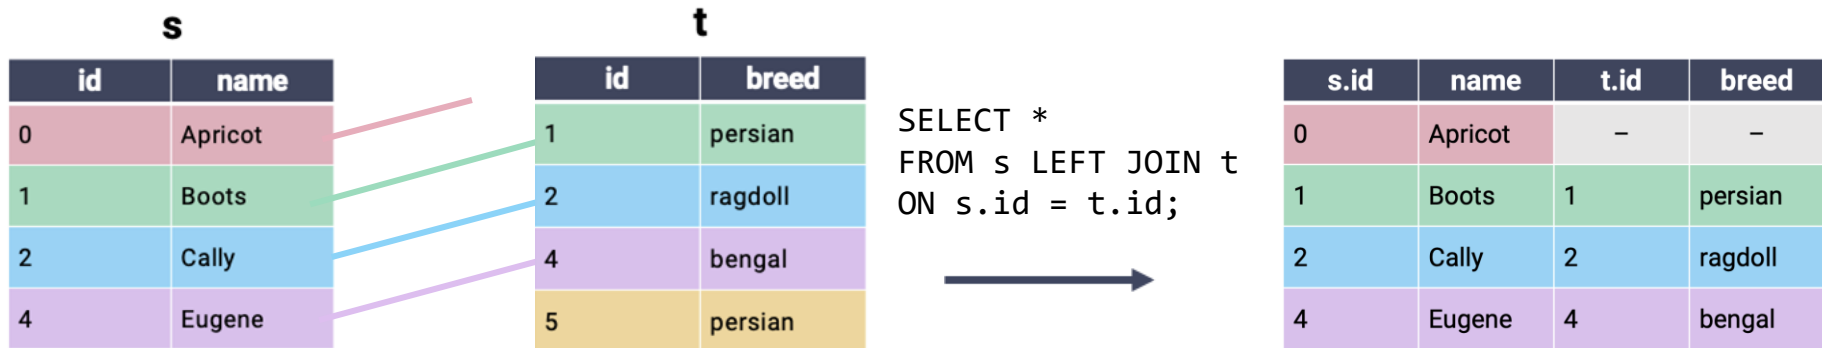 s
id name
0 Apricot
1 Boots
2 Cally
4 Eugene
t
id breed
1 persian
2 ragdoll
4 bengal
5 persian
SELECT *
FROM s LEFT JOIN t
ON s.id = t.id;
s.id name t.id breed
0 Apricot – –
1 Boots 1 persian
2 Cally 2 ragdoll
4 Eugene 4 bengal